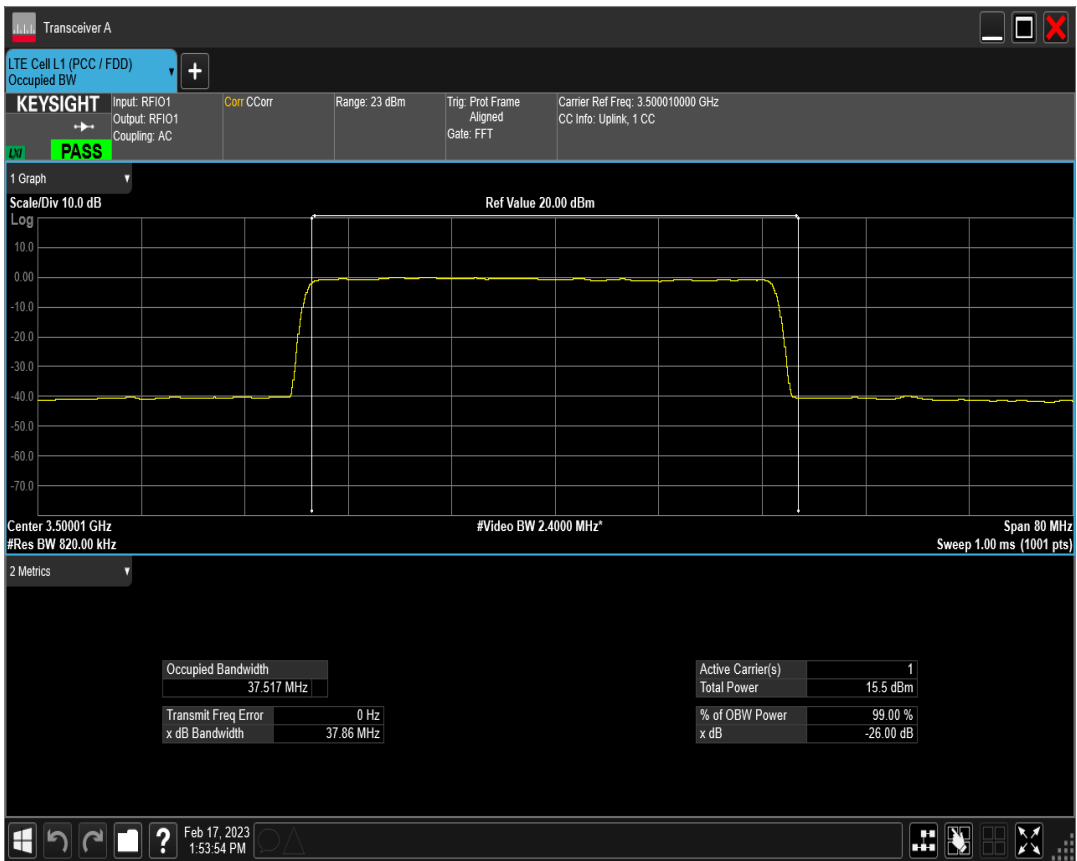 Transceiver A
LTE Cell L1 (PCC / FDD)
Occupied BW
+
KEYSIGHT
LXI
PASS
Input: RFIO1
Output: RFIO1
Coupling: AC
Corr CCorr
Range: 23 dBm
Trig: Prot Frame
Aligned
Gate: FFT
Carrier Ref Freq: 3.500010000 GHz
CC Info: Uplink, 1 CC
1 Graph
Scale/Div 10.0 dB
Ref Value 20.00 dBm
Log
10.0
0.00
-10.0
-20.0
-30.0
-40.0
-50.0
-60.0
-70.0
Center 3.50001 GHz
#Video BW 2.4000 MHz*
Span 80 MHz
#Res BW 820.00 kHz
Sweep 1.00 ms (1001 pts)
2 Metrics
Occupied Bandwidth
37.517 MHz
Transmit Freq Error 0 Hz
x dB Bandwidth 37.86 MHz
Active Carrier(s) 1
Total Power 15.5 dBm
% of OBW Power 99.00 %
x dB -26.00 dB
?
Feb 17, 2023
1:53:54 PM